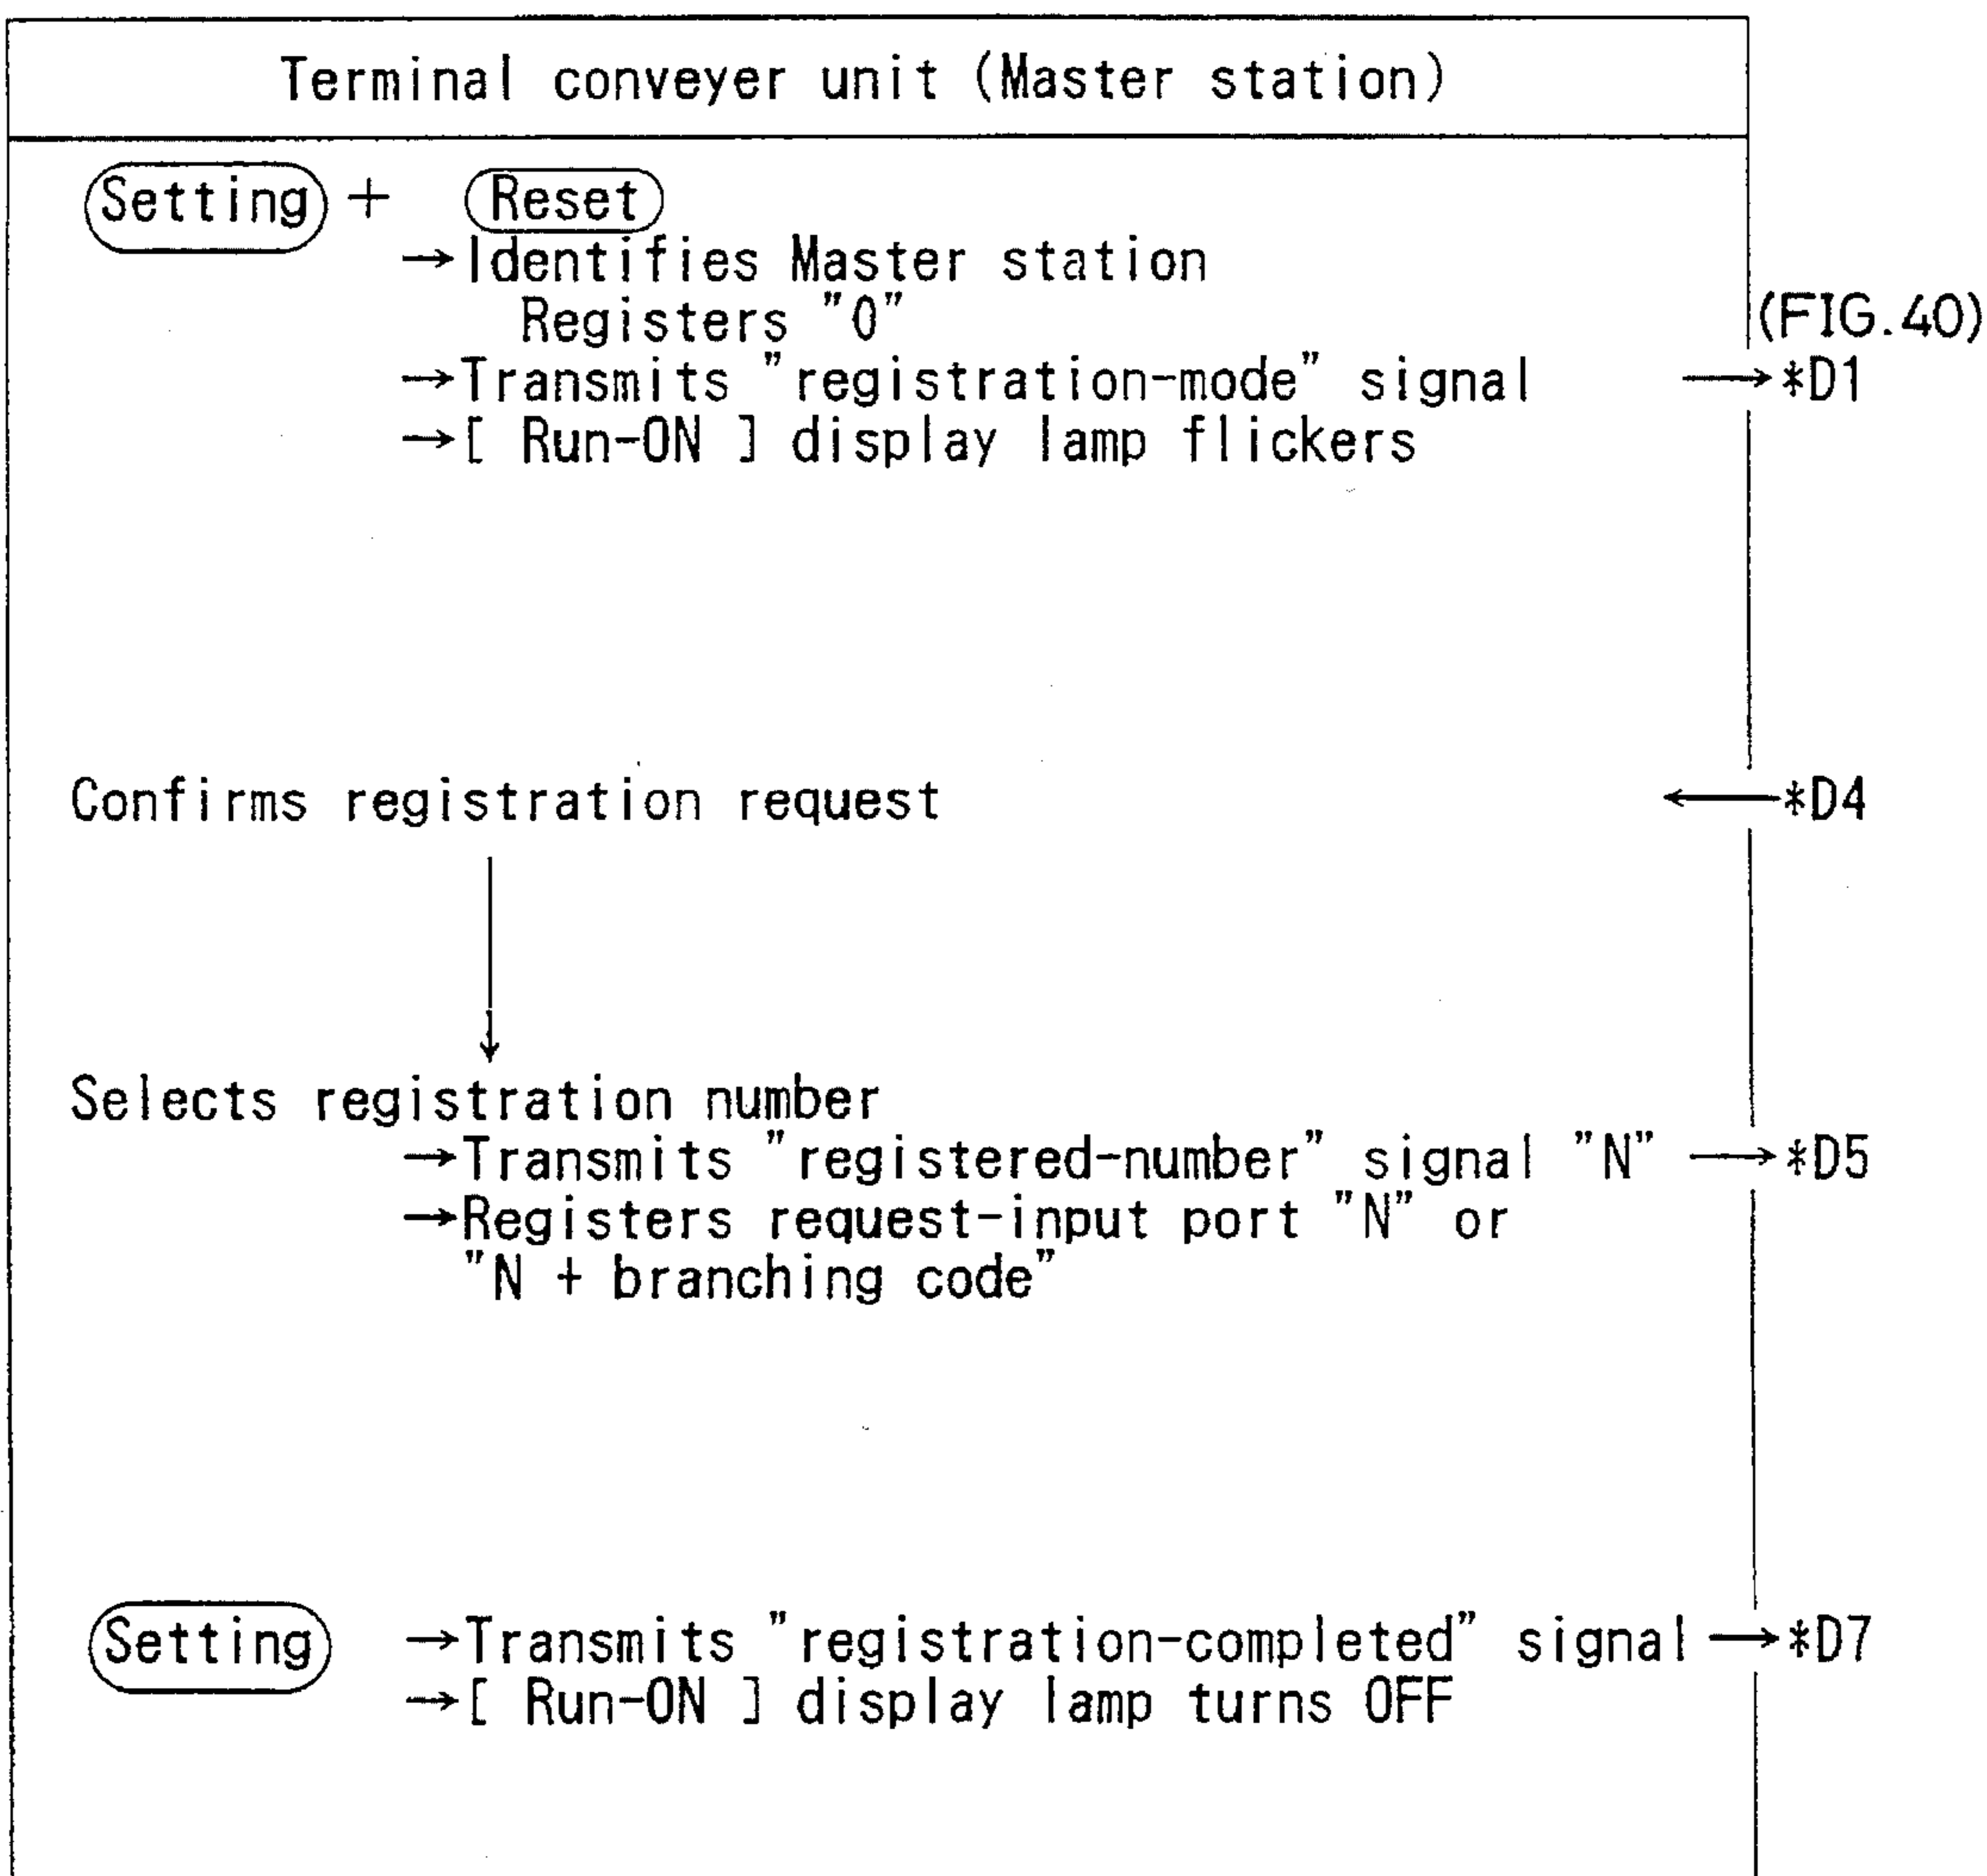 Terminal conveyer unit (Master station)
Setting + Reset
→Identifies Master station
Registers "0"
(FIG.40)
→Transmits "registration-mode" signal →*D1
→[ Run-ON ] display lamp flickers
Confirms registration request ←*D4
Selects registration number
→Transmits "registered-number" signal "N" →*D5
→Registers request-input port "N" or
"N + branching code"
Setting →Transmits "registration-completed" signal →*D7
→[ Run-ON ] display lamp turns OFF